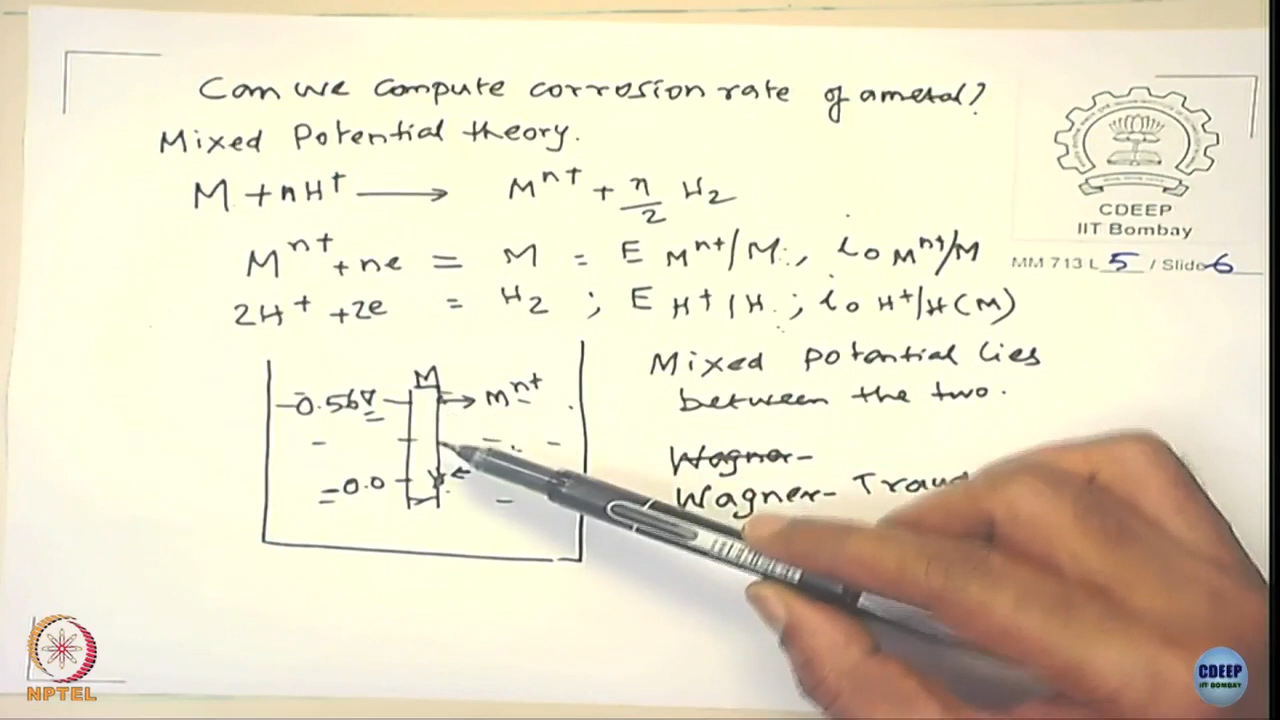 Can we compute corrosion rate of a metal?
Mixed Potential theory.
M + nH⁺ ⟶ Mⁿ⁺ + n/2 H₂
Mⁿ⁺ + ne = M = E Mⁿ⁺/M., i₀ Mⁿ⁺/M
2H⁺ + 2e = H₂ ; E H⁺/H. ; i₀ H⁺/H(M)
M
-0.56V
Mⁿ⁺
0.0
Mixed potential lies
between the two.
Wagner-
Wagner- Traud
CDEEP
IIT Bombay
MM 713 L 5 / Slide 6
NPTEL
CDEEP
IIT BOMBAY